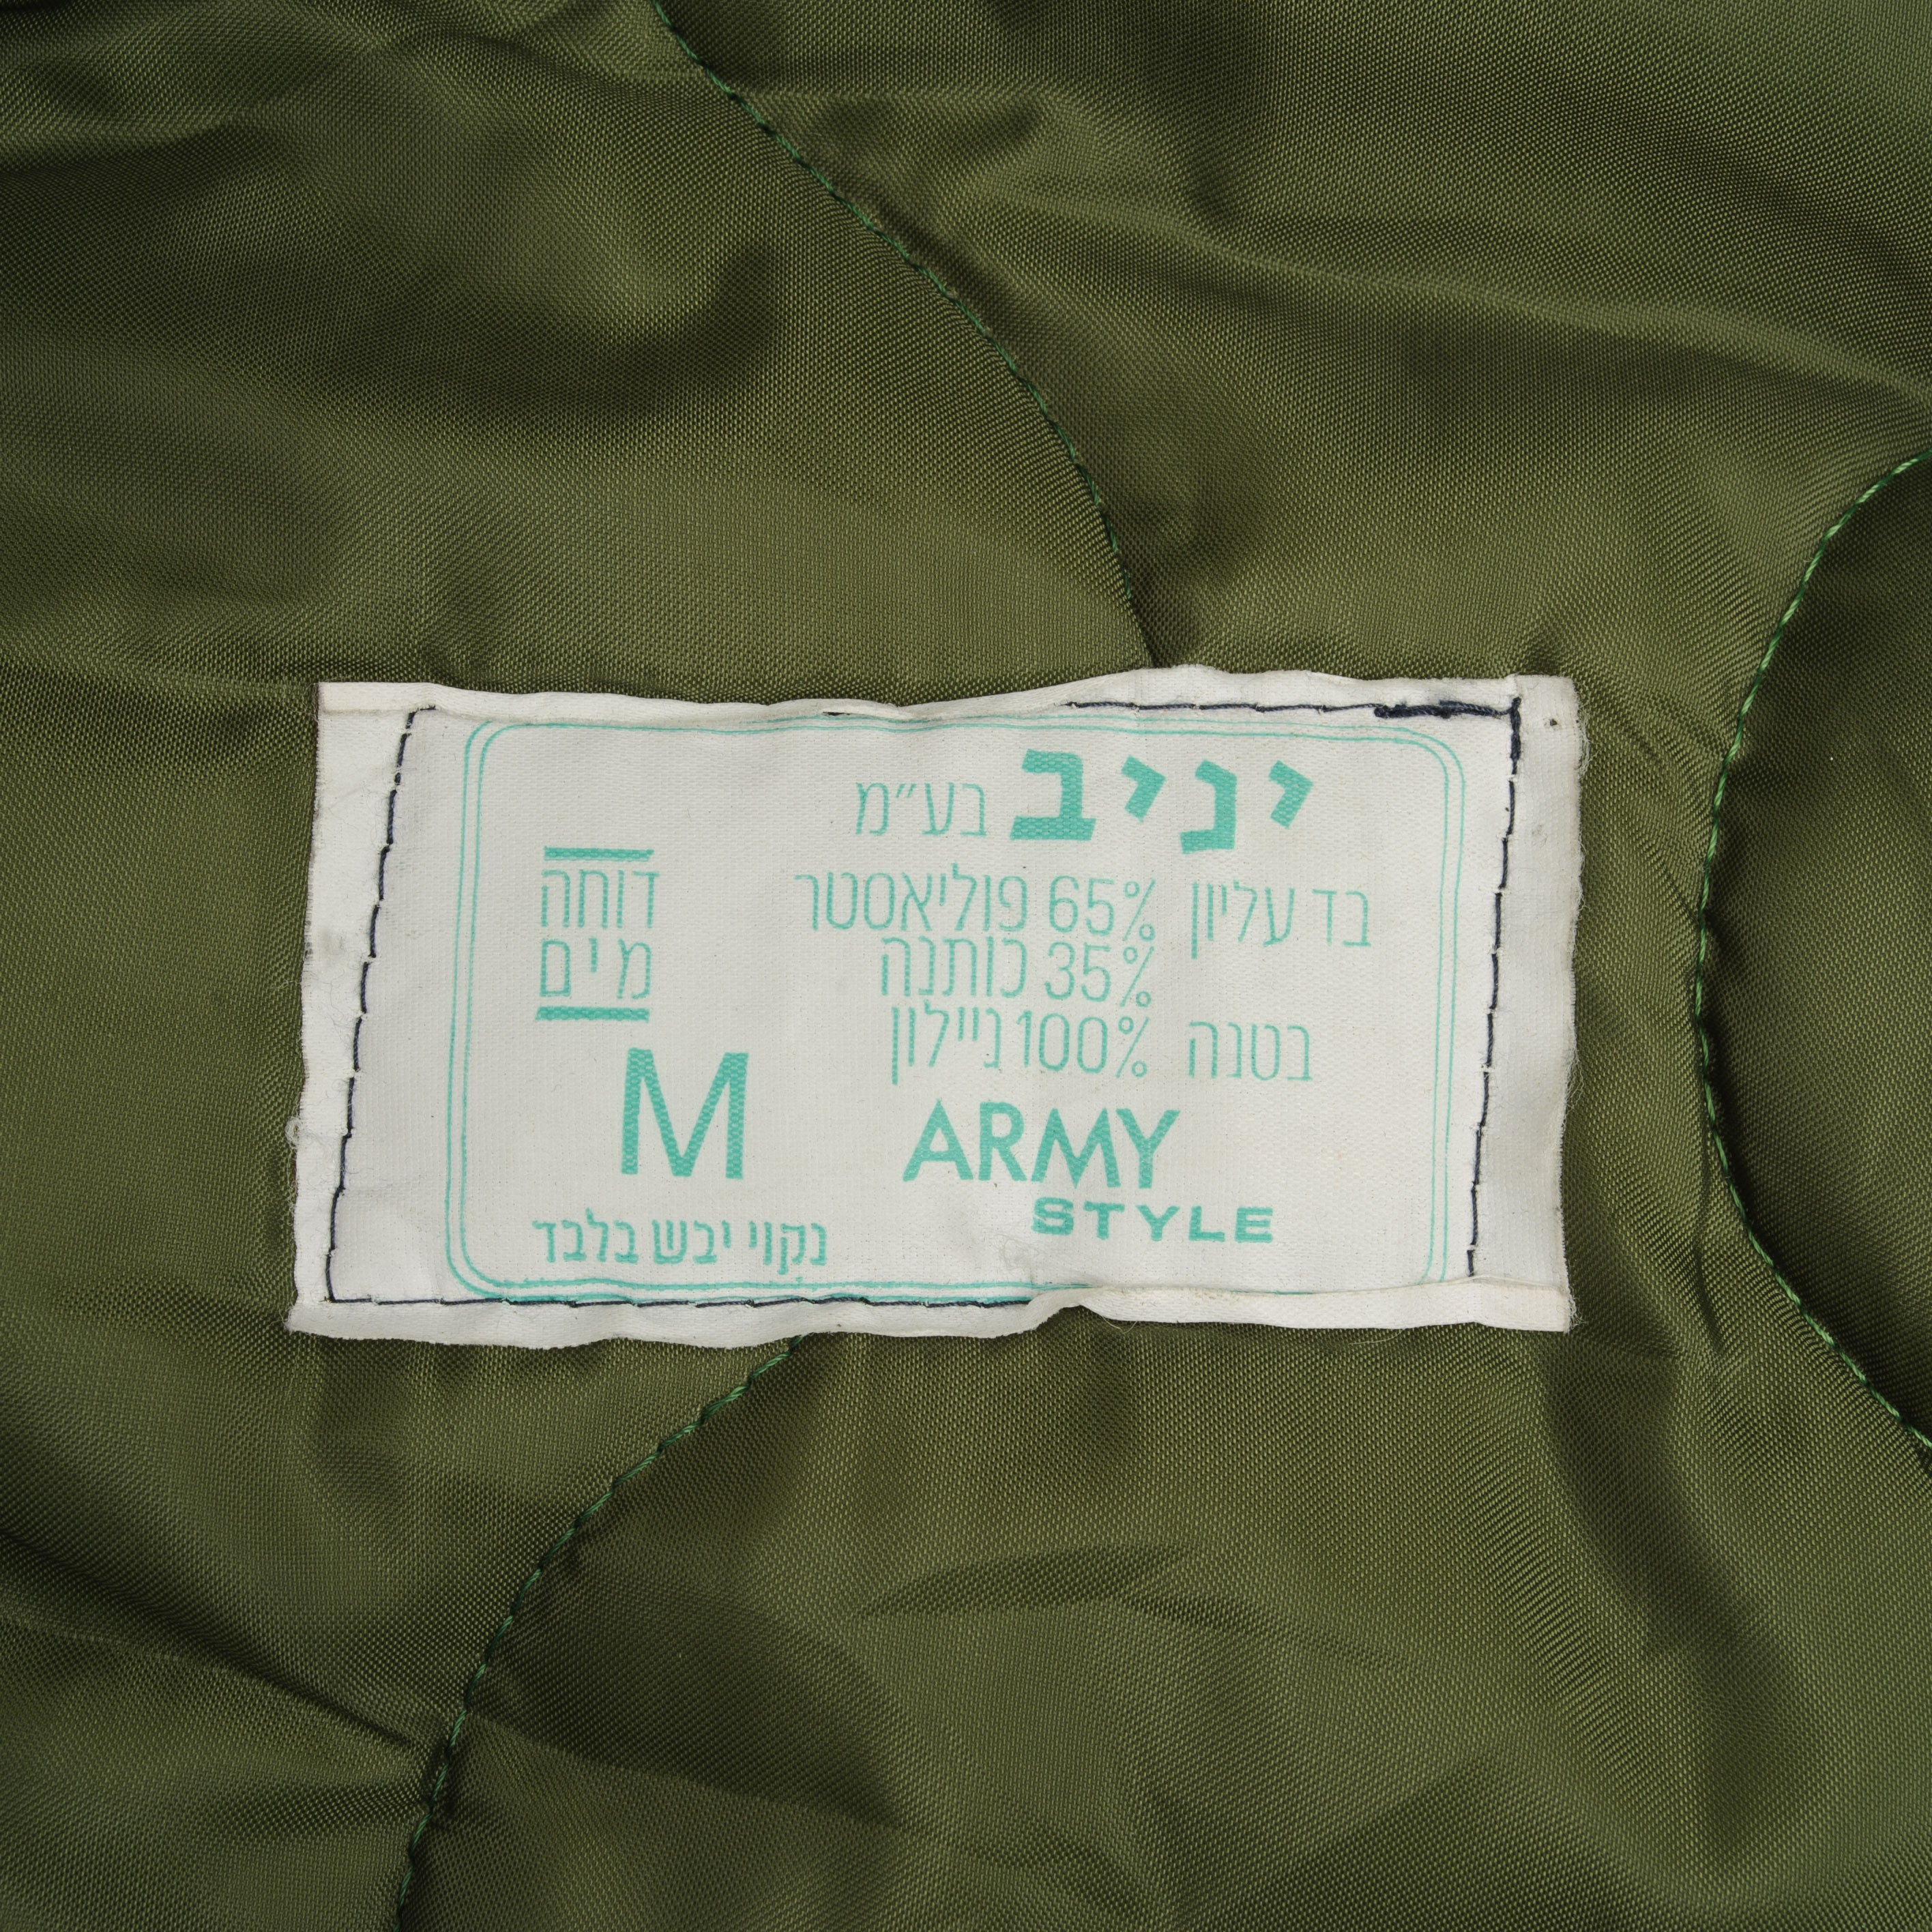 יניב בע"מ
בד עליון 65% פוליאסטר
35% כותנה
בטנה 100% ניילון
דוחה
מים
ARMY
STYLE
M
נקוי יבש בלבד